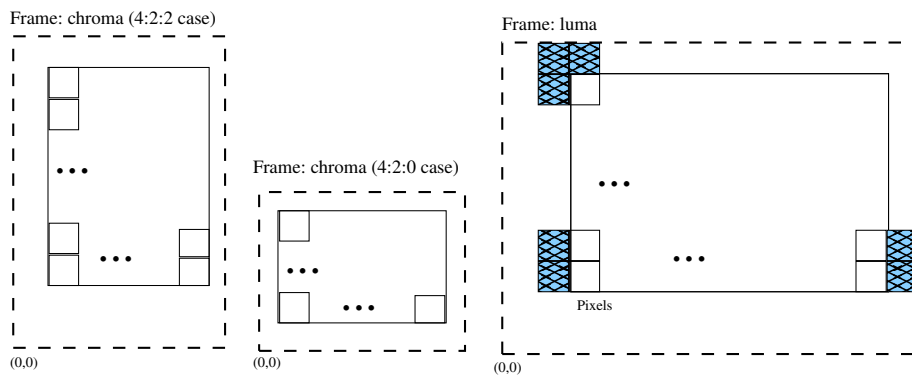 Frame: chroma (4:2:2 case)
Frame: luma
Frame: chroma (4:2:0 case)
Pixels
(0,0)
(0,0)
(0,0)